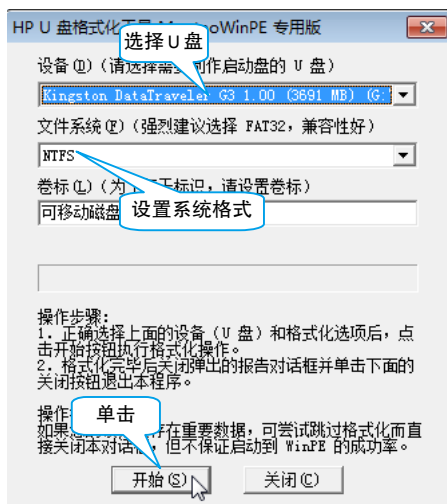 HP U 盘格式化 oWinPE 专用版
选择U盘
设备(D)(请选择需 作启动盘的 U 盘)
Kingston DataTraveler G3 1.00 (3691 MB) (G:
文件系统(F)(强烈建议选择 FAT32，兼容性好)
NTFS
卷标(L)(为 于标识，请设置卷标)
可移动磁盘
设置系统格式
操作步骤:
1. 正确选择上面的设备(U 盘)和格式化选项后，点
击开始按钮执行格式化操作。
2. 格式化完毕后关闭弹出的报告对话框并单击下面的
关闭按钮退出本程序。
操作
单击
如果 存在重要数据，可尝试跳过格式化而直
接关闭本对话 ，但不保证启动到 WinPE 的成功率。
开始(S)
关闭(C)